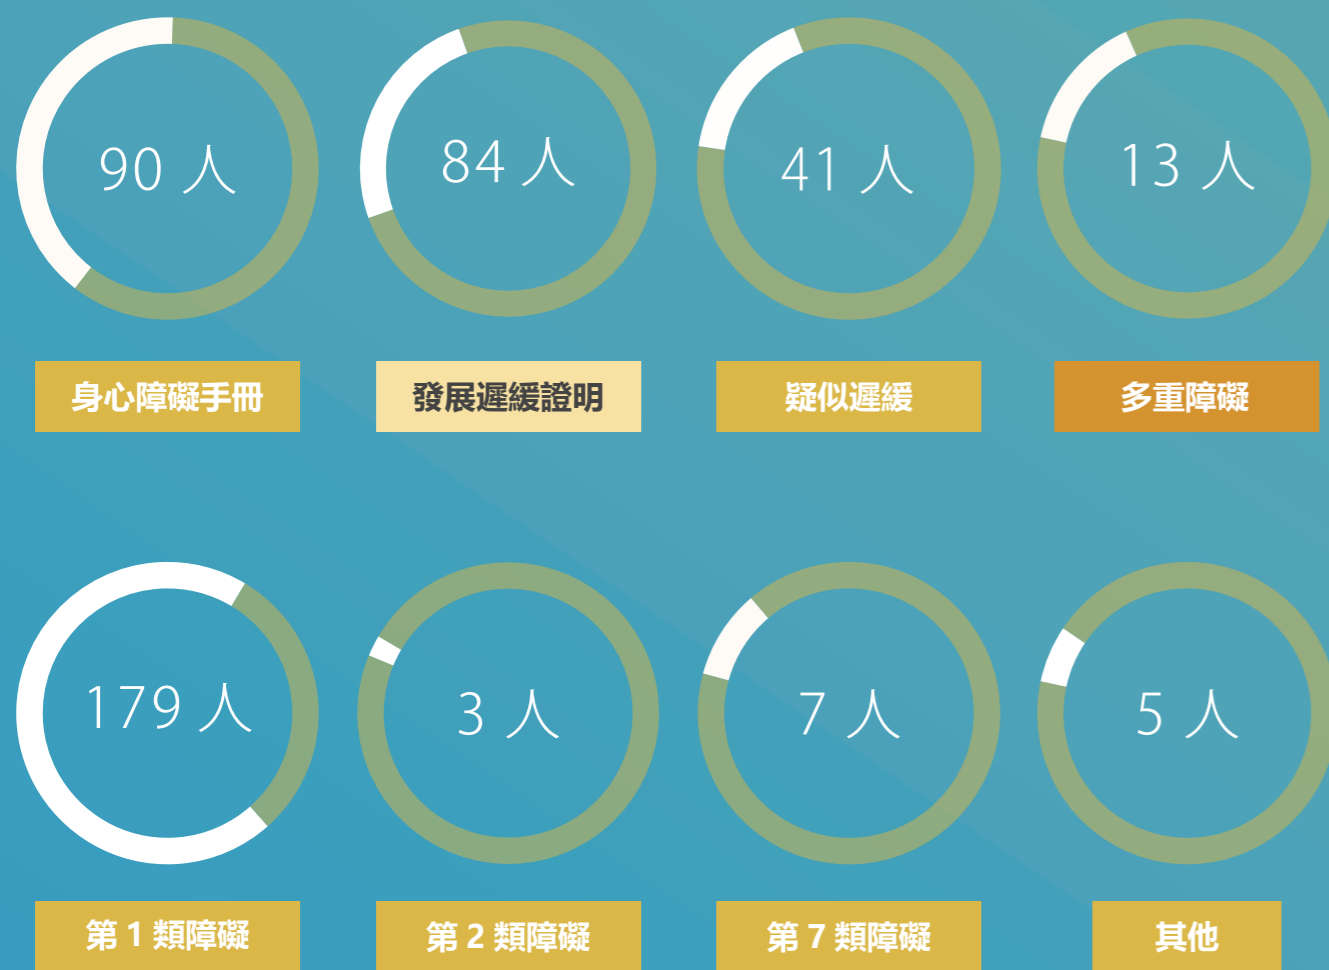 90 人
84 人
41 人
13 人
身心障礙手冊
發展遲緩證明
疑似遲緩
多重障礙
179 人
3 人
7 人
5 人
第 1 類障礙
第 2 類障礙
第 7 類障礙
其他